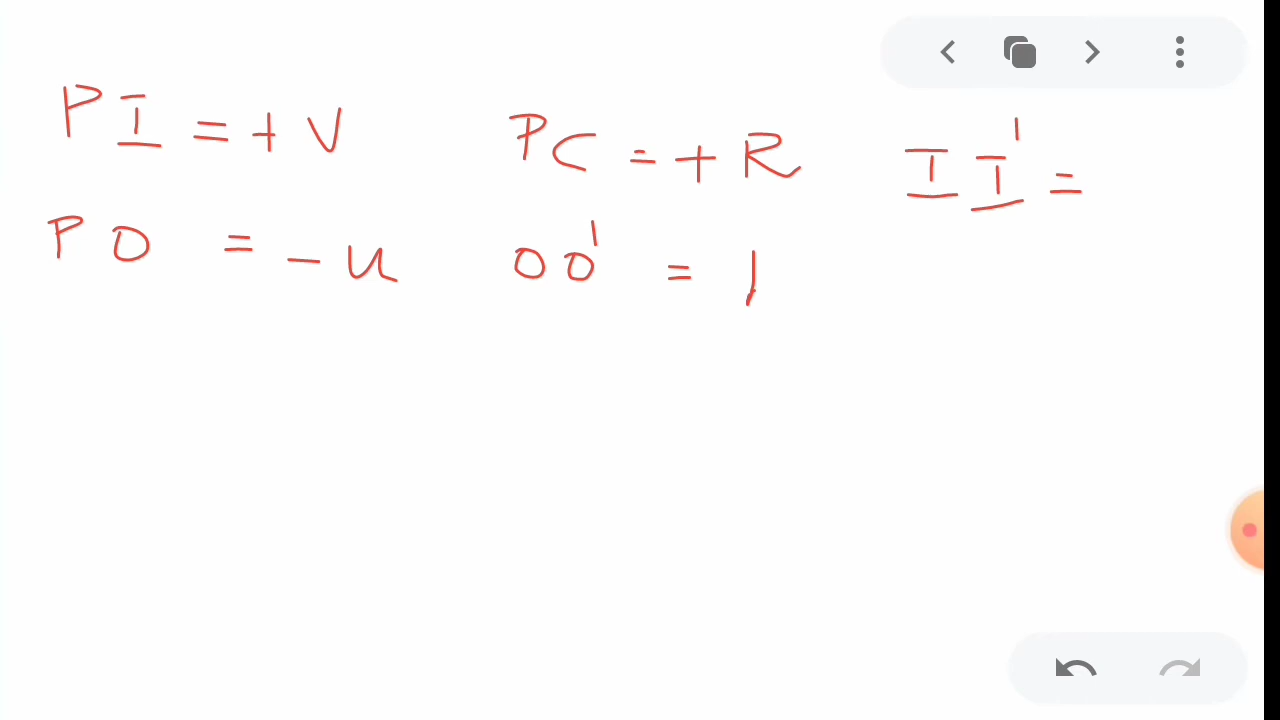 PI = + V
PO = - u
PC = + R
OO' = 1
II' =